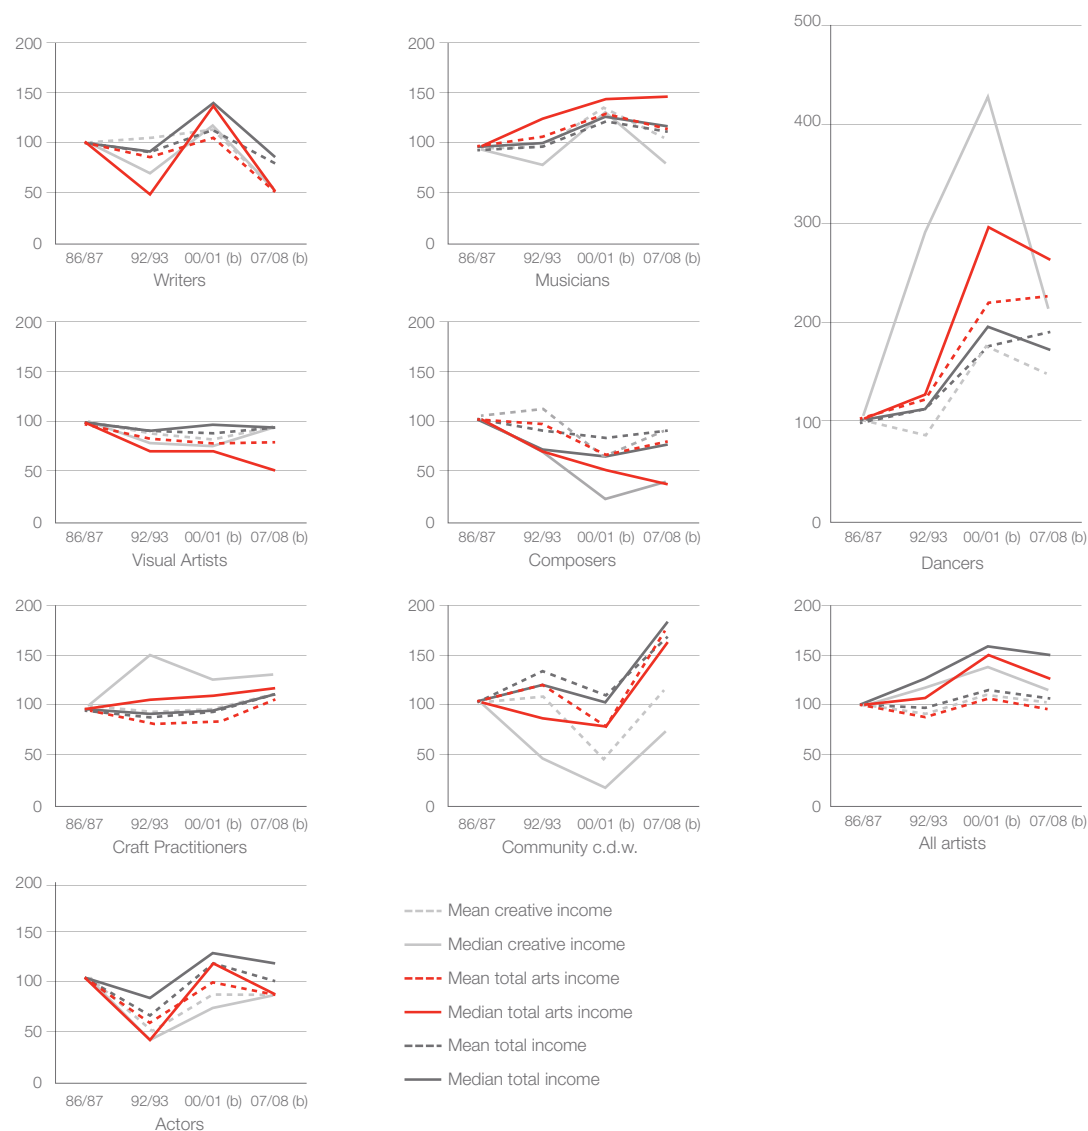 200
150
100
50
0
86/87 92/93 00/01 (b) 07/08 (b)
Writers
200
150
100
50
0
86/87 92/93 00/01 (b) 07/08 (b)
Musicians
500
400
300
200
100
0
86/87 92/93 00/01 (b) 07/08 (b)
Dancers
200
150
100
50
0
86/87 92/93 00/01 (b) 07/08 (b)
Visual Artists
200
150
100
50
0
86/87 92/93 00/01 (b) 07/08 (b)
Composers
200
150
100
50
0
86/87 92/93 00/01 (b) 07/08 (b)
Craft Practitioners
200
150
100
50
0
86/87 92/93 00/01 (b) 07/08 (b)
Community c.d.w.
200
150
100
50
0
86/87 92/93 00/01 (b) 07/08 (b)
All artists
200
150
100
50
0
86/87 92/93 00/01 (b) 07/08 (b)
Actors
Mean creative income
Median creative income
Mean total arts income
Median total arts income
Mean total income
Median total income